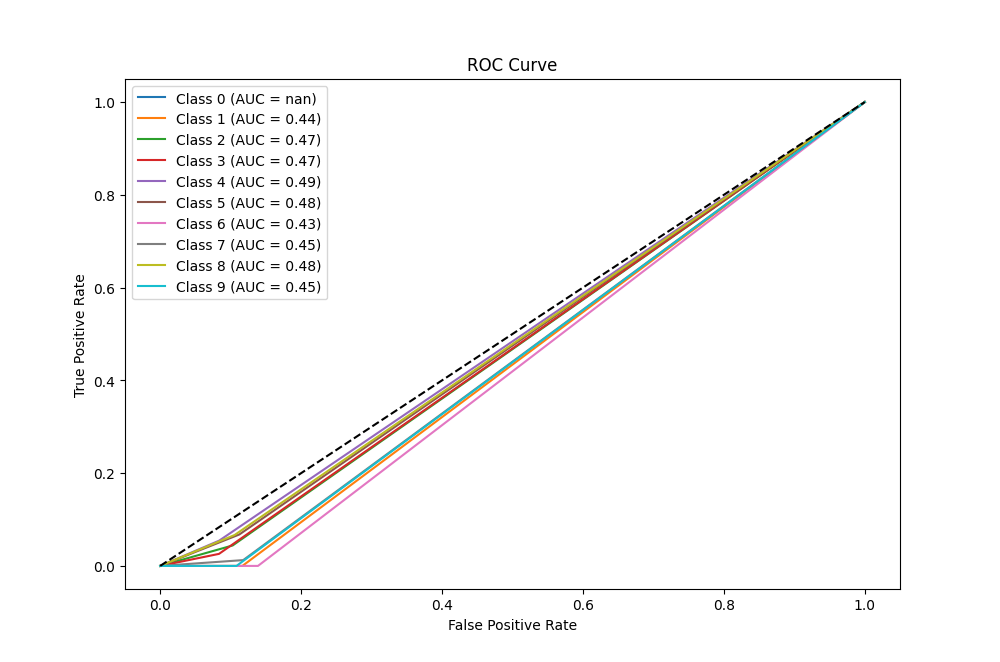 ROC Curve
Class 0 (AUC = nan)
Class 1 (AUC = 0.44)
Class 2 (AUC = 0.47)
Class 3 (AUC = 0.47)
Class 4 (AUC = 0.49)
Class 5 (AUC = 0.48)
Class 6 (AUC = 0.43)
Class 7 (AUC = 0.45)
Class 8 (AUC = 0.48)
Class 9 (AUC = 0.45)
True Positive Rate
1.0
0.8
0.6
0.4
0.2
0.0
0.0 0.2 0.4 0.6 0.8 1.0
False Positive Rate